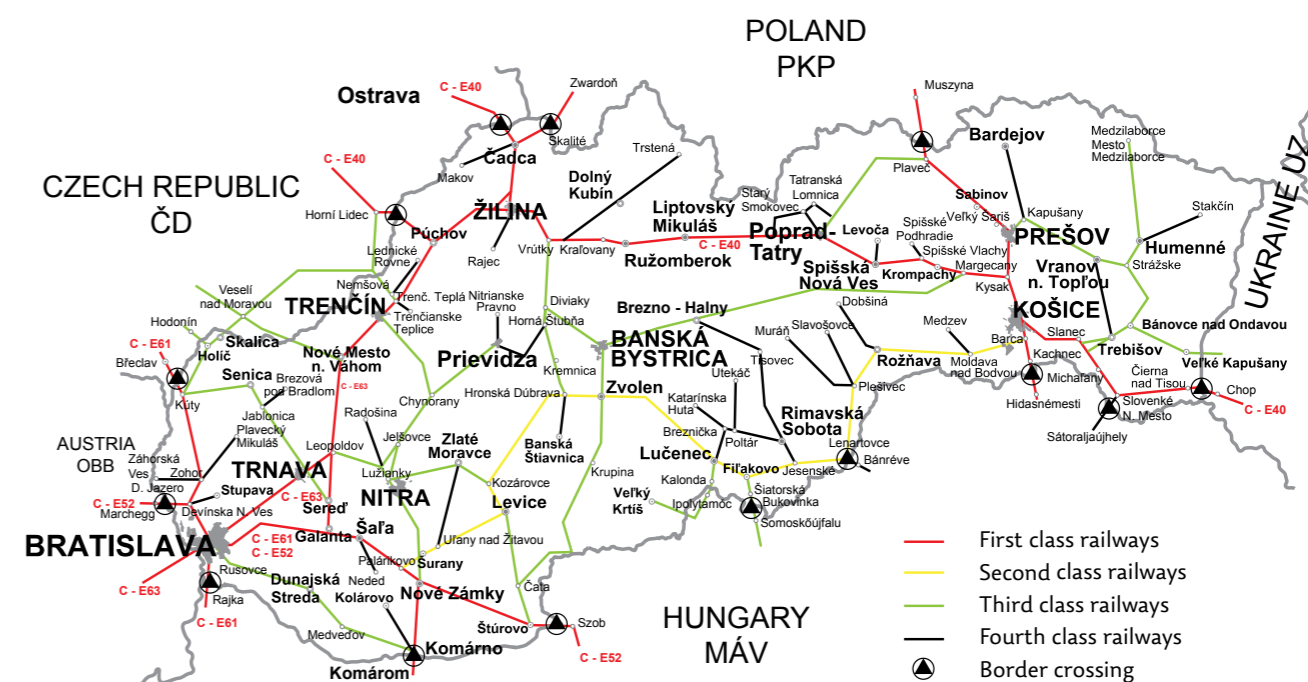 POLAND
PKP
Muszyna
Zwardoň
C - E40
Ostrava
Skalité
Čadca
Makov
Trstená
Bardejov
Medzilaborce
Mesto
Medzilaborce
UKRAINE UZ
CZECH REPUBLIC
ČD
C - E40
Horní Lidec
Púchov
ŽILINA
Dolný
Kubín
Liptovský
Mikuláš
Starý
Smokovec
Tatranská
Lomnica
Plaveč
Sabinov
Veľký Šariš
Kapušany
Stakčín
Lednické
Rovne
Rajec
Vrútky
Kraľovany
Ružomberok
C - E40
Poprad-
Tatry
Levoča
Spišské
Podhradie
Spišské Vlachy
Margecany
PREŠOV
Humenné
Strážske
Nemšová
Trenč. Teplá
Trenčianske
Teplice
Nitrianske
Pravno
Diviaky
Horná Štubňa
Brezno - Halny
Spišská
Nová Ves
Krompachy
Kysak
Vranov
n. Topľou
Veselí
nad Moravou
TRENČÍN
Dobšiná
KOŠICE
Hodonín
Skalica
Holíč
Nové Mesto
n. Váhom
Prievidza
BANSKÁ
BYSTRICA
Muráň
Slavošovce
Medzev
Barca
Slanec
Bánovce nad Ondavou
C - E61
Břeclav
Kúty
Senica
Brezová
pod Bradlom
C - E63
Kremnica
Tisovec
Rožňava
Moldava
nad Bodvou
Kachnec
Trebišov
Veľké Kapušany
Jablonica
Radošina
Chynorany
Hronská Dúbrava
Zvolen
Utekáč
Plešivec
Hidasnémesti
Michaľany
Čierna
nad Tisou
Chop
C - E40
Plavecký
Mikuláš
Katarínska
Huta
Breznička
Poltár
Rimavská
Sobota
Slovenké
N. Mesto
Sátoraljaújhely
AUSTRIA
OBB
Záhorská
Ves
Zohor
Leopoldov
Jelšovce
Zlaté
Moravce
Banská
Štiavnica
Lučenec
Lenartovce
Bánréve
TRNAVA
Lužianky
NITRA
Kozárovce
Krupina
Fiľakovo
Jesenské
D. Jazero
Stupava
C - E52
Marchegg
Devínska N. Ves
C - E63
Sereď
Levice
Veľký
Krtíš
Kalonda
Ipolytarnóc
Šiatorská
Bukovinka
Somoskőújfalu
BRATISLAVA
C - E61
C - E52
Galanta
Šaľa
Uľany nad Žitavou
Palárikovo
Šurany
C - E63
Rusovce
Rajka
C - E61
Dunajská
Streda
Neded
Kolárovo
Nové Zámky
Čata
Medveďov
Komárno
Komárom
Štúrovo
Szob
C - E52
HUNGARY
MÁV
First class railways
Second class railways
Third class railways
Fourth class railways
Border crossing